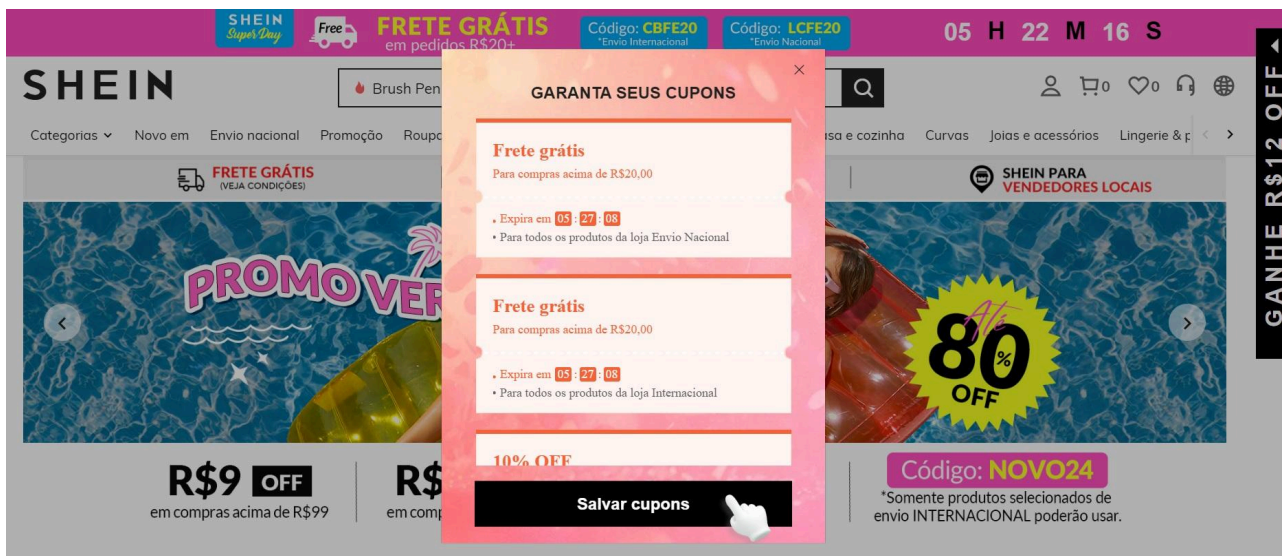 SHEIN
Super Day
Free
FRETE GRÁTIS
em pedidos R$20+
Código: CBFE20
*Envio Internacional
Código: LCFE20
*Envio Nacional
05 H 22 M 16 S
SHEIN
Brush Pen
0
0
Categorias
Novo em
Envio nacional
Promoção
e cozinha
Curvas
Joias e acessórios
Lingerie &
FRETE GRÁTIS
(VEJA CONDIÇÕES)
SHEIN PARA
VENDEDORES LOCAIS
GANHE R$12 OFF
PROMO VER
Até
80
%
OFF
GARANTA SEUS CUPONS
Frete grátis
Para compras acima de R$20,00
• Expira em 05 : 27 : 08
• Para todos os produtos da loja Envio Nacional
Frete grátis
Para compras acima de R$20,00
• Expira em 05 : 27 : 08
• Para todos os produtos da loja Internacional
10% OFF
Salvar cupons
R$9 OFF
em compras acima de R$99
R$
em comp
Código: NOVO24
*Somente produtos selecionados de
envio INTERNACIONAL poderão usar.